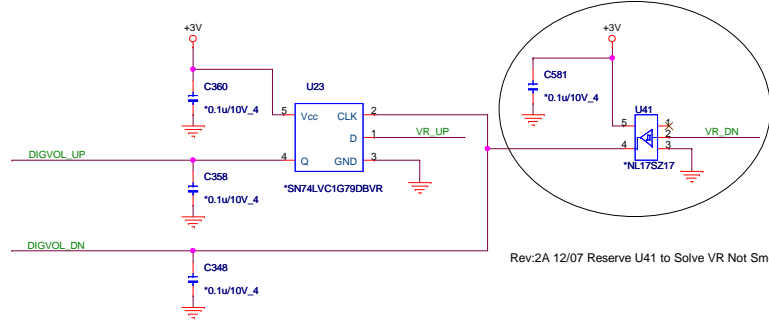 +3V
+3V
C360
*0.1u/10V_4
U23
C581
*0.1u/10V_4
U41
5
Vcc
CLK
2
D
1
VR_UP
4
Q
GND
3
*SN74LVC1G79DBVR
5
1
2
VR_DN
4
3
*NL17SZ17
DIGVOL_UP
C358
*0.1u/10V_4
DIGVOL_DN
C348
*0.1u/10V_4
Rev:2A 12/07 Reserve U41 to Solve VR Not Sm